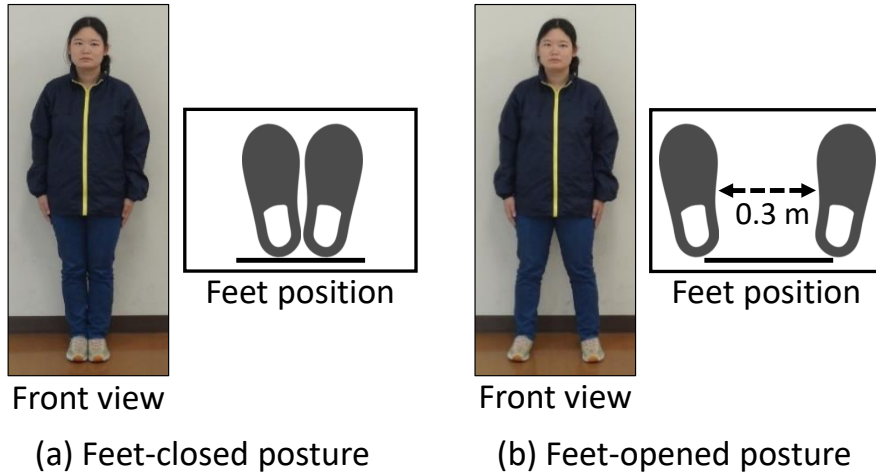 0.3 m
Feet position
Feet position
Front view
Front view
(a) Feet-closed posture
(b) Feet-opened posture